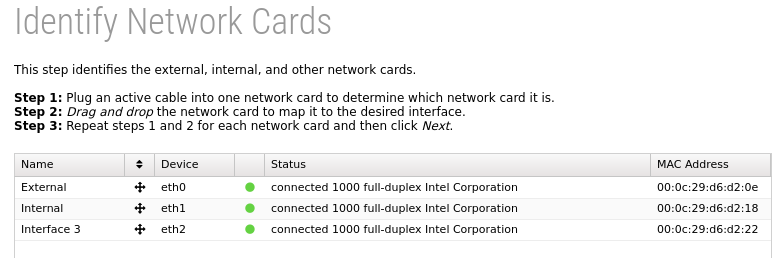 Identify Network Cards
This step identifies the external, internal, and other network cards.
Step 1: Plug an active cable into one network card to determine which network card it is.
Step 2: Drag and drop the network card to map it to the desired interface.
Step 3: Repeat steps 1 and 2 for each network card and then click Next.
Name Device Status MAC Address
External eth0 connected 1000 full-duplex Intel Corporation 00:0c:29:d6:d2:0e
Internal eth1 connected 1000 full-duplex Intel Corporation 00:0c:29:d6:d2:18
Interface 3 eth2 connected 1000 full-duplex Intel Corporation 00:0c:29:d6:d2:22